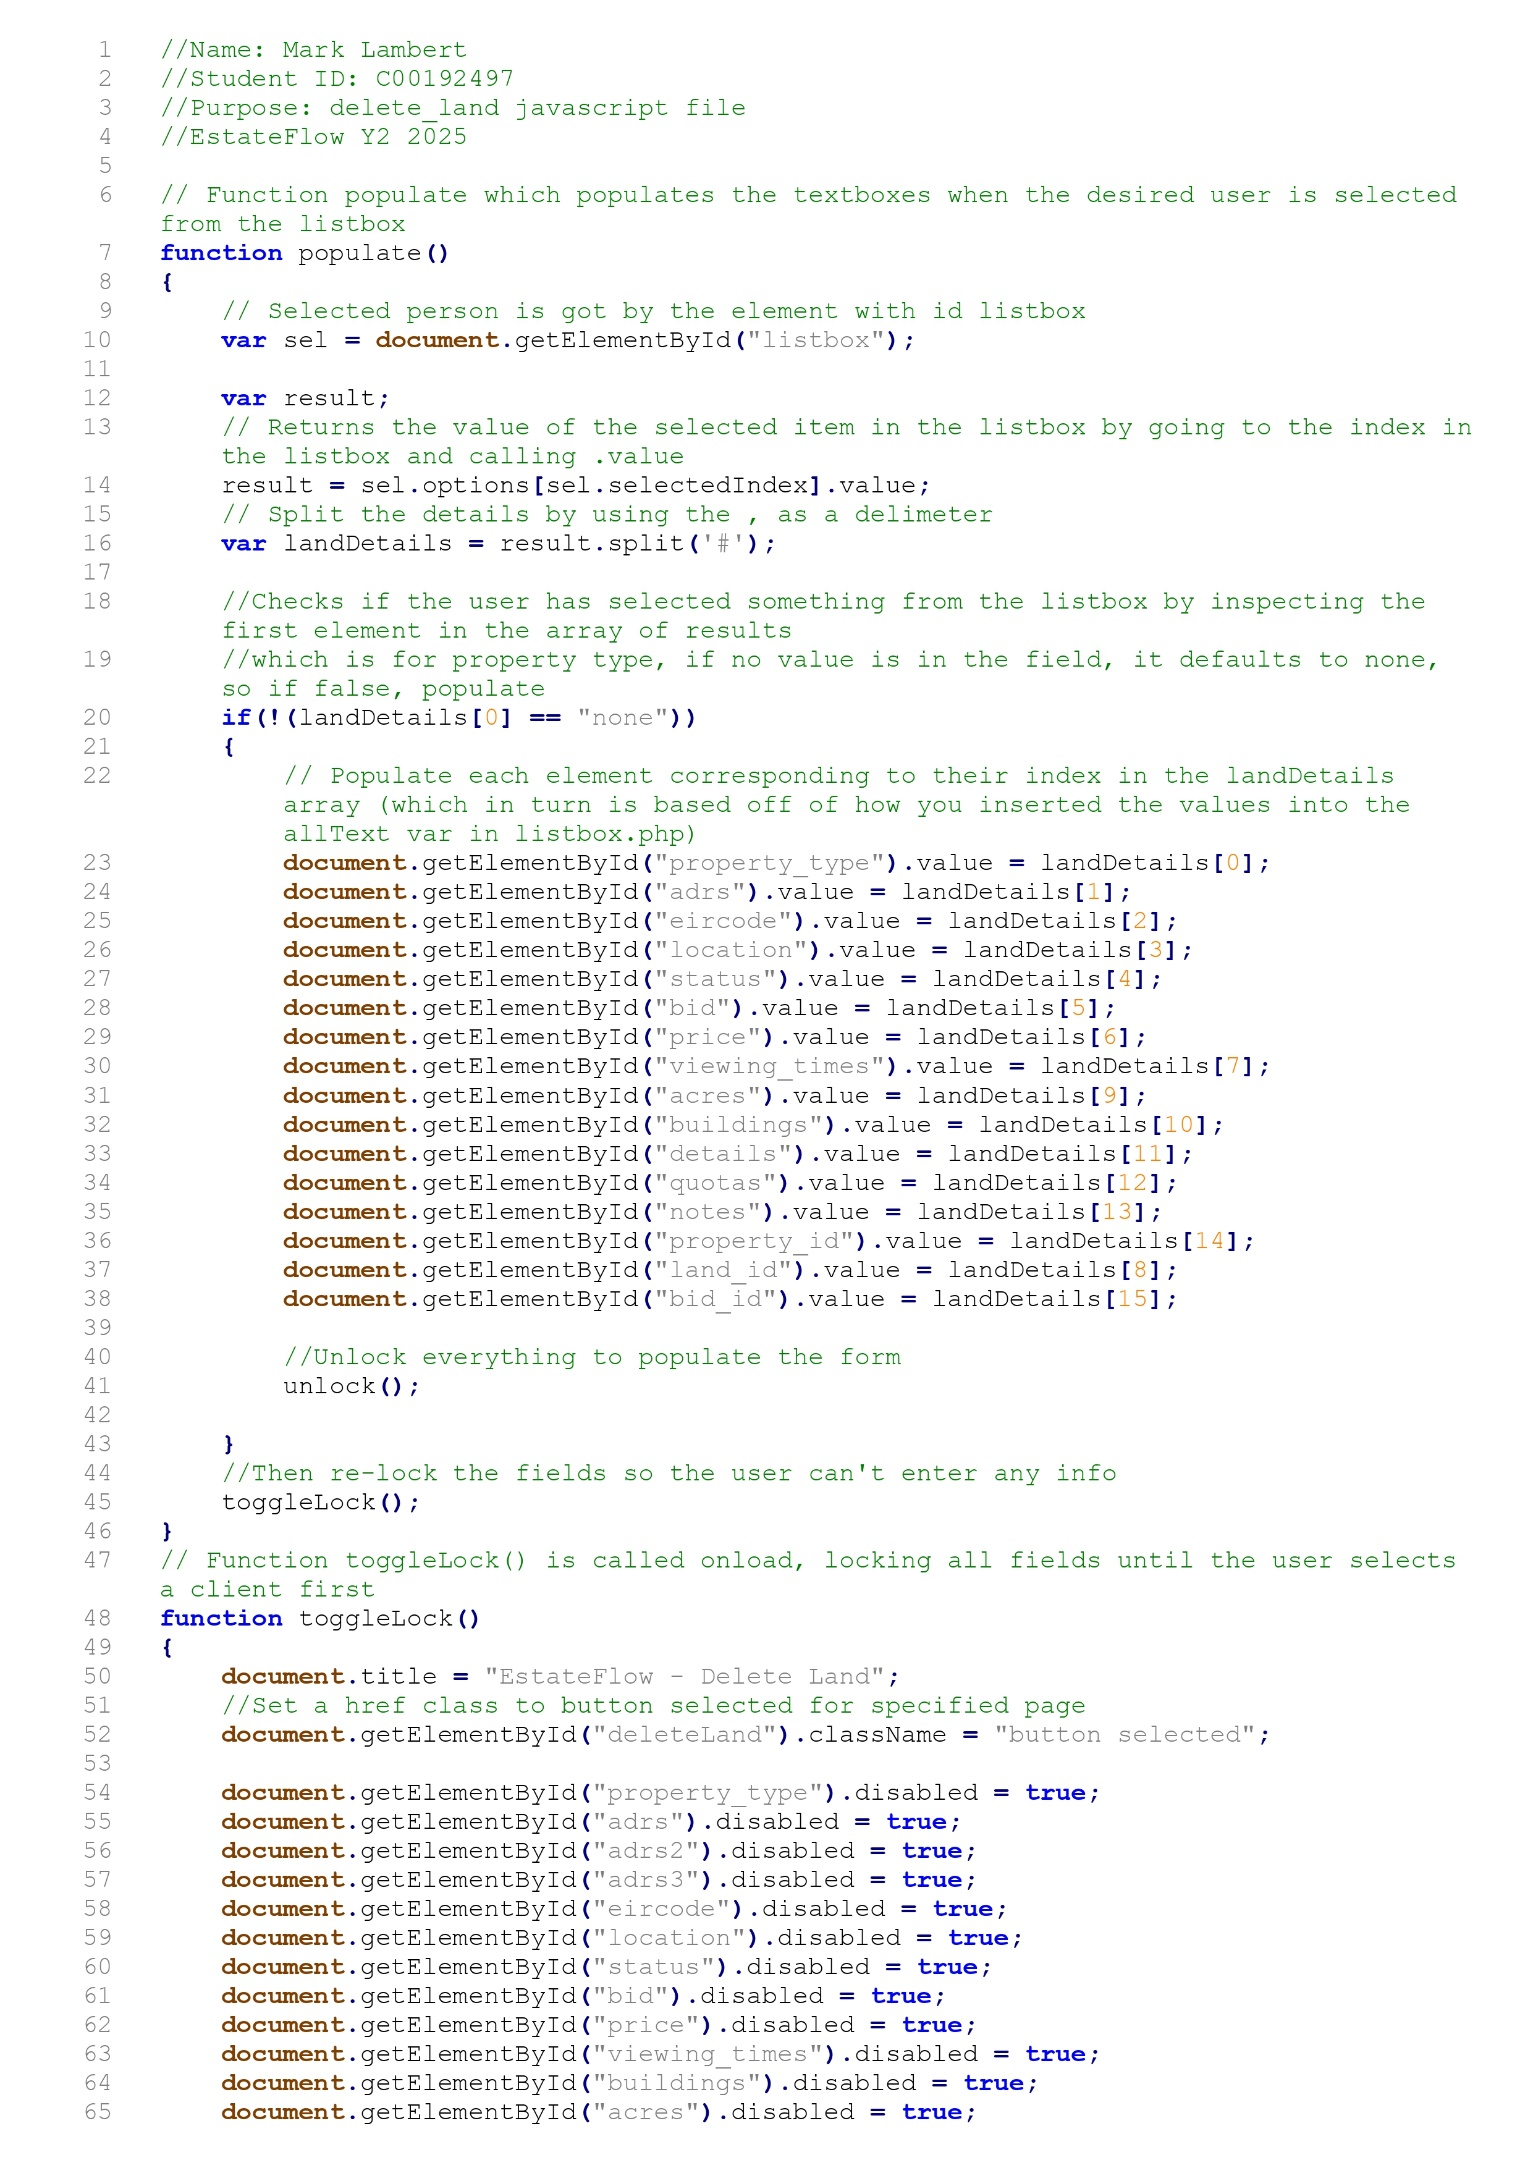 1 //Name: Mark Lambert
2 //Student ID: C00192497
3 //Purpose: delete_land javascript file
4 //EstateFlow Y2 2025
5
6 // Function populate which populates the textboxes when the desired user is selected
from the listbox
7 function populate()
8 {
9 // Selected person is got by the element with id listbox
10 var sel = document.getElementById("listbox");
11
12 var result;
13 // Returns the value of the selected item in the listbox by going to the index in
the listbox and calling .value
14 result = sel.options[sel.selectedIndex].value;
15 // Split the details by using the , as a delimeter
16 var landDetails = result.split('#');
17
18 //Checks if the user has selected something from the listbox by inspecting the
first element in the array of results
19 //which is for property type, if no value is in the field, it defaults to none,
so if false, populate
20 if(!(landDetails[0] == "none"))
21 {
22 // Populate each element corresponding to their index in the landDetails
array (which in turn is based off of how you inserted the values into the
allText var in listbox.php)
23 document.getElementById("property_type").value = landDetails[0];
24 document.getElementById("adrs").value = landDetails[1];
25 document.getElementById("eircode").value = landDetails[2];
26 document.getElementById("location").value = landDetails[3];
27 document.getElementById("status").value = landDetails[4];
28 document.getElementById("bid").value = landDetails[5];
29 document.getElementById("price").value = landDetails[6];
30 document.getElementById("viewing_times").value = landDetails[7];
31 document.getElementById("acres").value = landDetails[9];
32 document.getElementById("buildings").value = landDetails[10];
33 document.getElementById("details").value = landDetails[11];
34 document.getElementById("quotas").value = landDetails[12];
35 document.getElementById("notes").value = landDetails[13];
36 document.getElementById("property_id").value = landDetails[14];
37 document.getElementById("land_id").value = landDetails[8];
38 document.getElementById("bid_id").value = landDetails[15];
39
40 //Unlock everything to populate the form
41 unlock();
42
43 }
44 //Then re-lock the fields so the user can't enter any info
45 toggleLock();
46 }
47 // Function toggleLock() is called onload, locking all fields until the user selects
a client first
48 function toggleLock()
49 {
50 document.title = "EstateFlow - Delete Land";
51 //Set a href class to button selected for specified page
52 document.getElementById("deleteLand").className = "button selected";
53
54 document.getElementById("property_type").disabled = true;
55 document.getElementById("adrs").disabled = true;
56 document.getElementById("adrs2").disabled = true;
57 document.getElementById("adrs3").disabled = true;
58 document.getElementById("eircode").disabled = true;
59 document.getElementById("location").disabled = true;
60 document.getElementById("status").disabled = true;
61 document.getElementById("bid").disabled = true;
62 document.getElementById("price").disabled = true;
63 document.getElementById("viewing_times").disabled = true;
64 document.getElementById("buildings").disabled = true;
65 document.getElementById("acres").disabled = true;